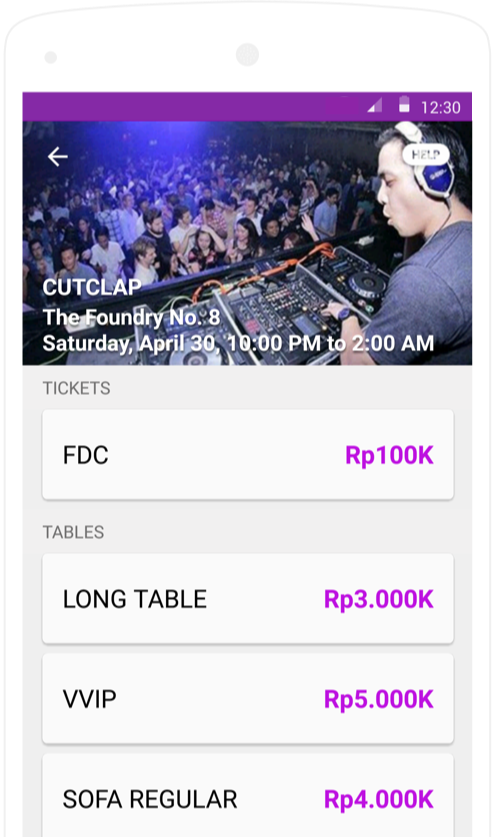 12:30
HELP
CUTCLAP
The Foundry No. 8
Saturday, April 30, 10:00 PM to 2:00 AM
TICKETS
FDC Rp100K
TABLES
LONG TABLE Rp3.000K
VVIP Rp5.000K
SOFA REGULAR Rp4.000K